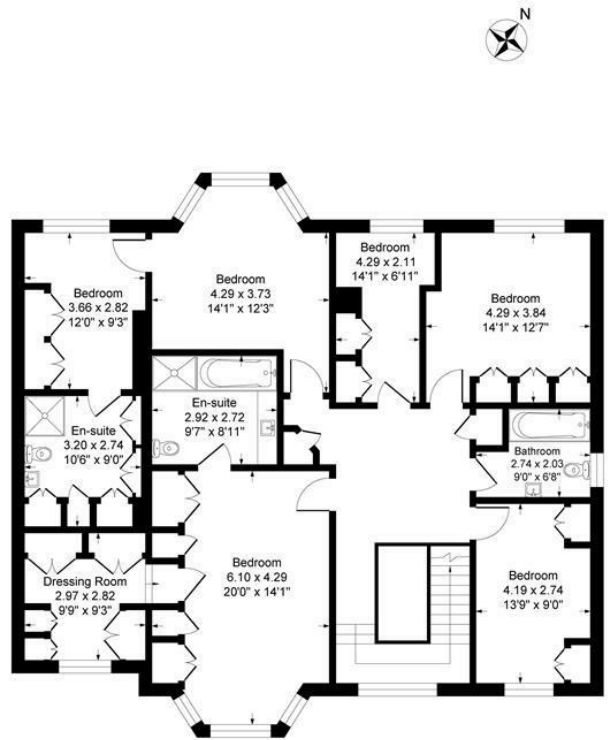 N
Bedroom
3.66 x 2.82
12'0" x 9'3"
Bedroom
4.29 x 3.73
14'1" x 12'3"
Bedroom
4.29 x 2.11
14'1" x 6'11"
Bedroom
4.29 x 3.84
14'1" x 12'7"
En-suite
3.20 x 2.74
10'6" x 9'0"
En-suite
2.92 x 2.72
9'7" x 8'11"
Bathroom
2.74 x 2.03
9'0" x 6'8"
Dressing Room
2.97 x 2.82
9'9" x 9'3"
Bedroom
6.10 x 4.29
20'0" x 14'1"
Bedroom
4.19 x 2.74
13'9" x 9'0"